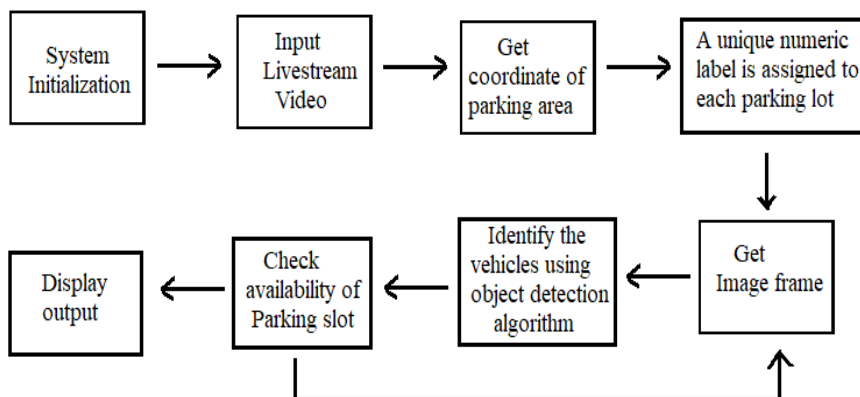 System
Initialization
Input
Livestream
Video
Get
coordinate of
parking area
A unique numeric
label is assigned to
each parking lot
Get
Image frame
Identify the
vehicles using
object detection
algorithm
Check
availability of
Parking slot
Display
output